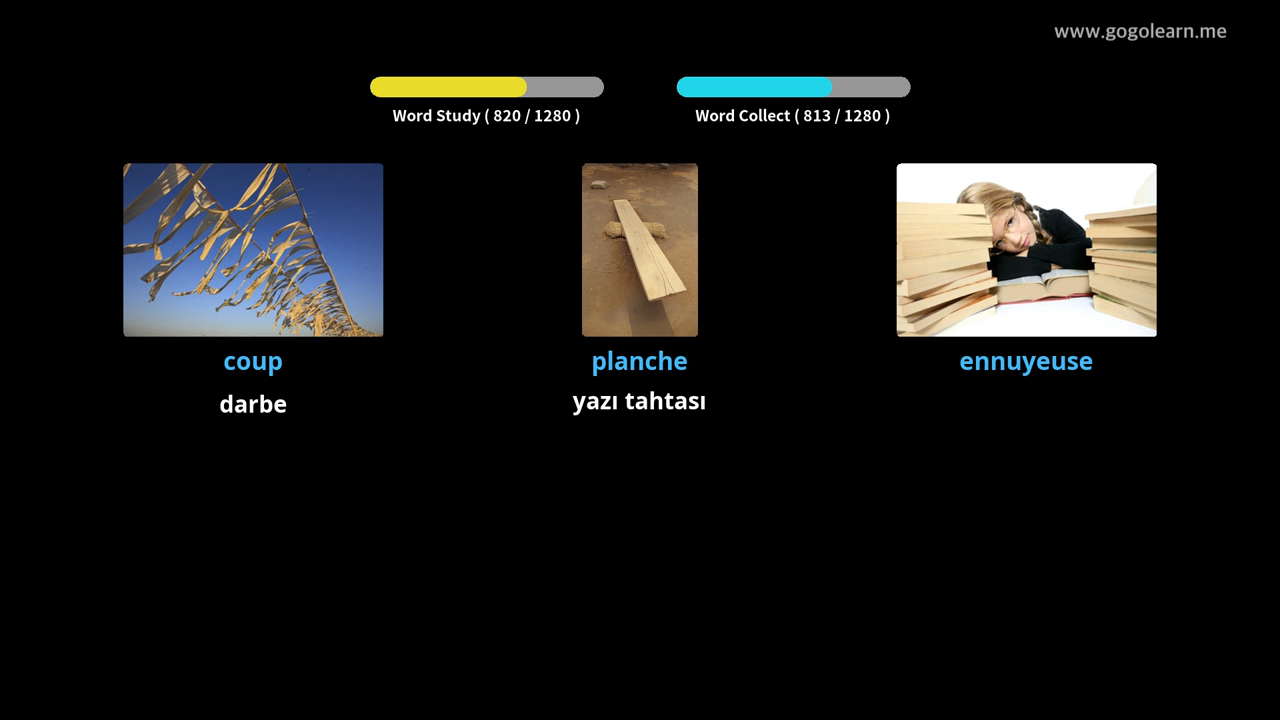 www.gogolearn.me
Word Study ( 820 / 1280 )
Word Collect ( 813 / 1280 )
coup
planche
ennuyeuse
darbe
yazı tahtası